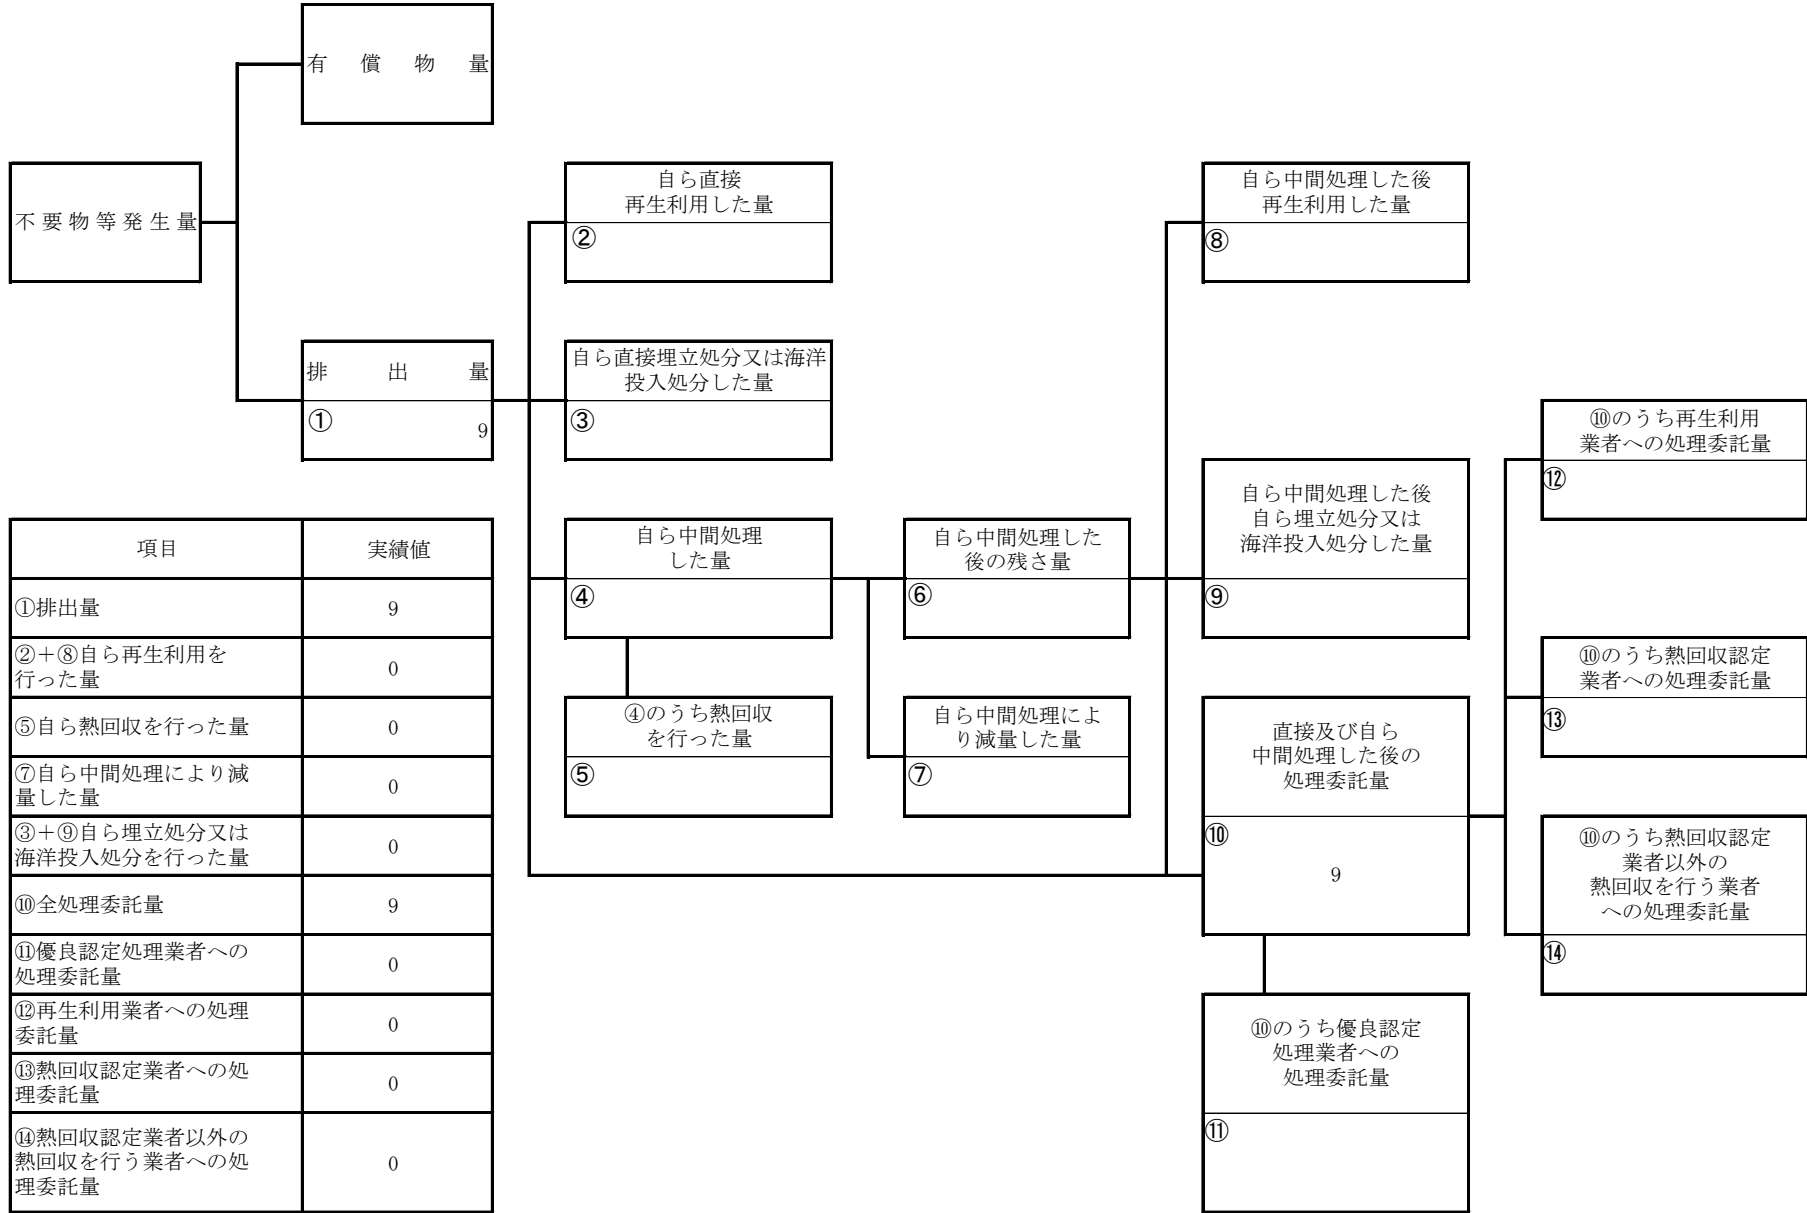 有償物量
不要物等発生量
排出量
①
9
自ら直接
再生利用した量
②
自ら直接埋立処分又は海洋
投入処分した量
③
自ら中間処理
した量
④
④のうち熱回収
を行った量
⑤
自ら中間処理した
後の残さ量
⑥
自ら中間処理によ
り減量した量
⑦
自ら中間処理した後
再生利用した量
⑧
自ら中間処理した後
自ら埋立処分又は
海洋投入処分した量
⑨
直接及び自ら
中間処理した後の
処理委託量
⑩
9
⑩のうち優良認定
処理業者への
処理委託量
⑪
⑩のうち再生利用
業者への処理委託量
⑫
⑩のうち熱回収認定
業者への処理委託量
⑬
⑩のうち熱回収認定
業者以外の
熱回収を行う業者
への処理委託量
⑭
項目 実績値
①排出量 9
②+⑧自ら再生利用を
行った量 0
⑤自ら熱回収を行った量 0
⑦自ら中間処理により減
量した量 0
③+⑨自ら埋立処分又は
海洋投入処分を行った量 0
⑩全処理委託量 9
⑪優良認定処理業者への
処理委託量 0
⑫再生利用業者への処理
委託量 0
⑬熱回収認定業者への処
理委託量 0
⑭熱回収認定業者以外の
熱回収を行う業者への処
理委託量 0